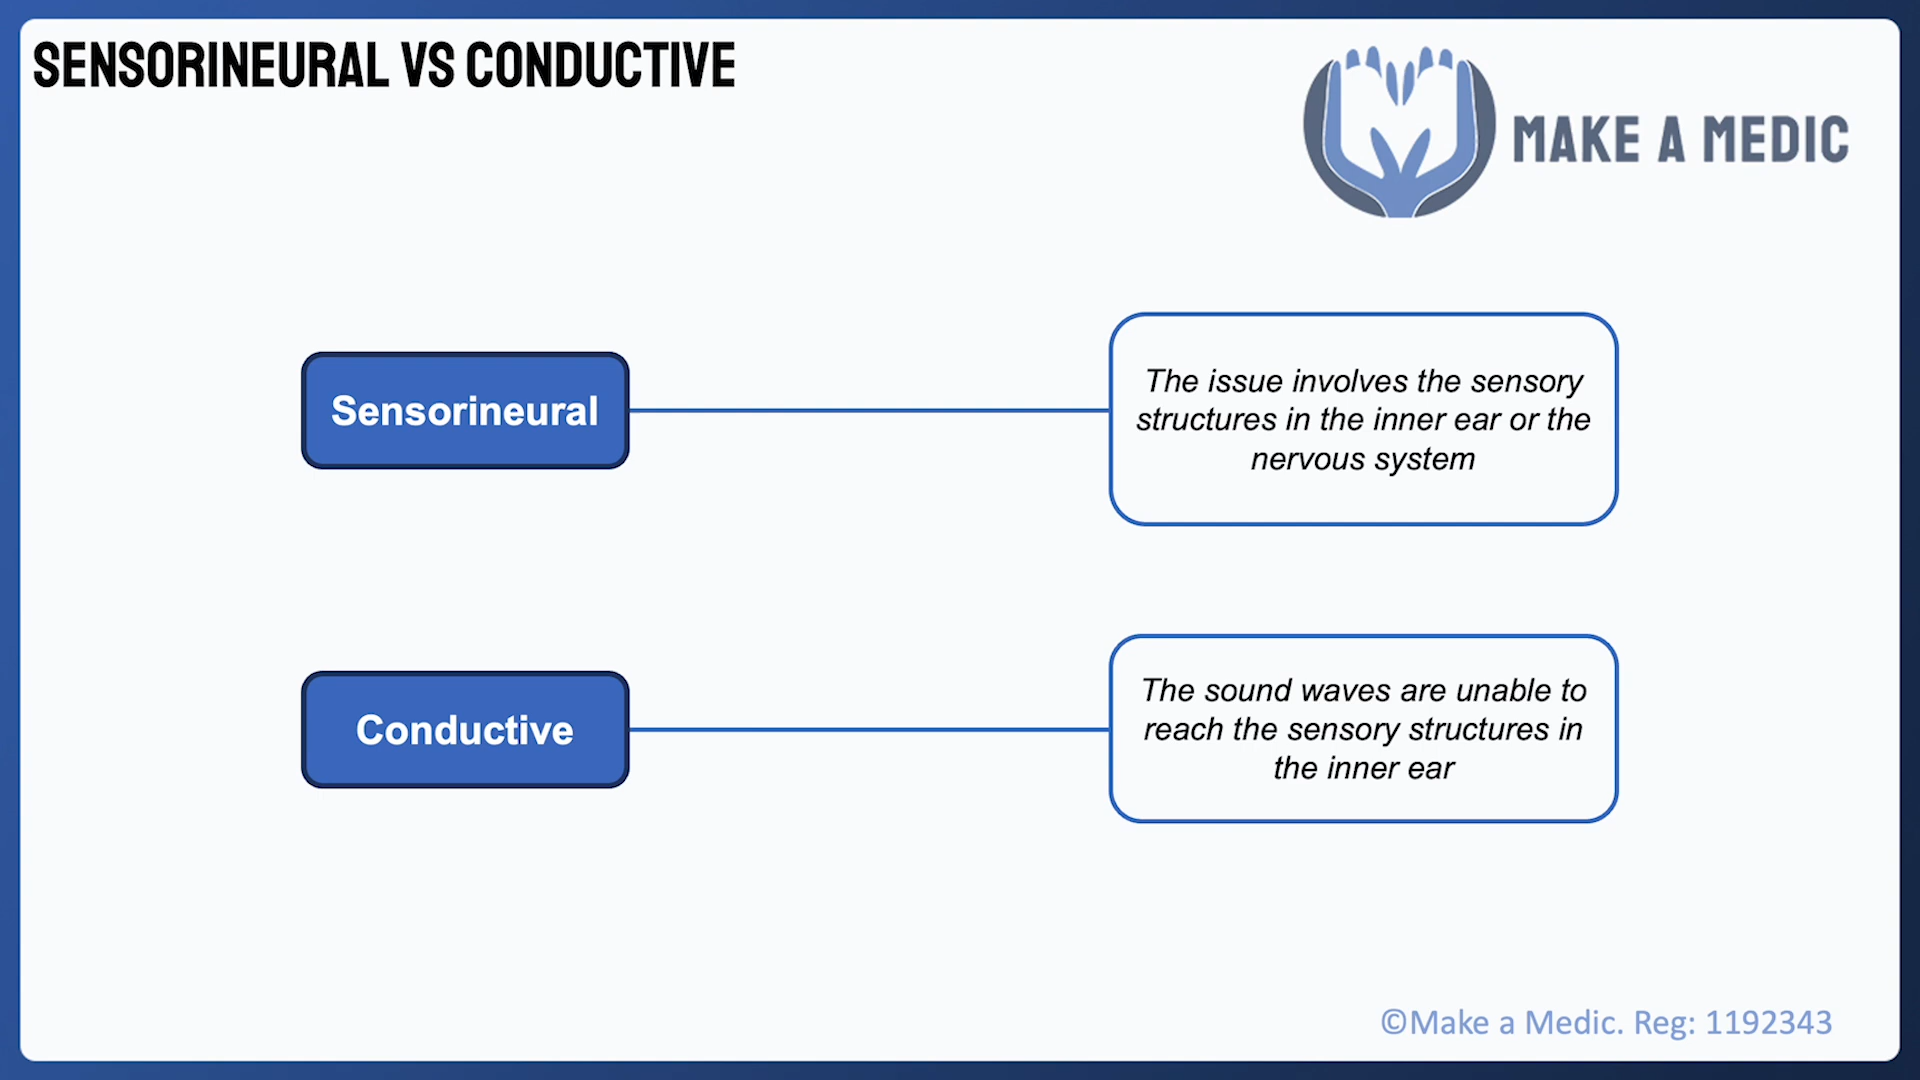 SENSORINEURAL VS CONDUCTIVE
MAKE A MEDIC
Sensorineural
The issue involves the sensory
structures in the inner ear or the
nervous system
Conductive
The sound waves are unable to
reach the sensory structures in
the inner ear
©Make a Medic. Reg: 1192343